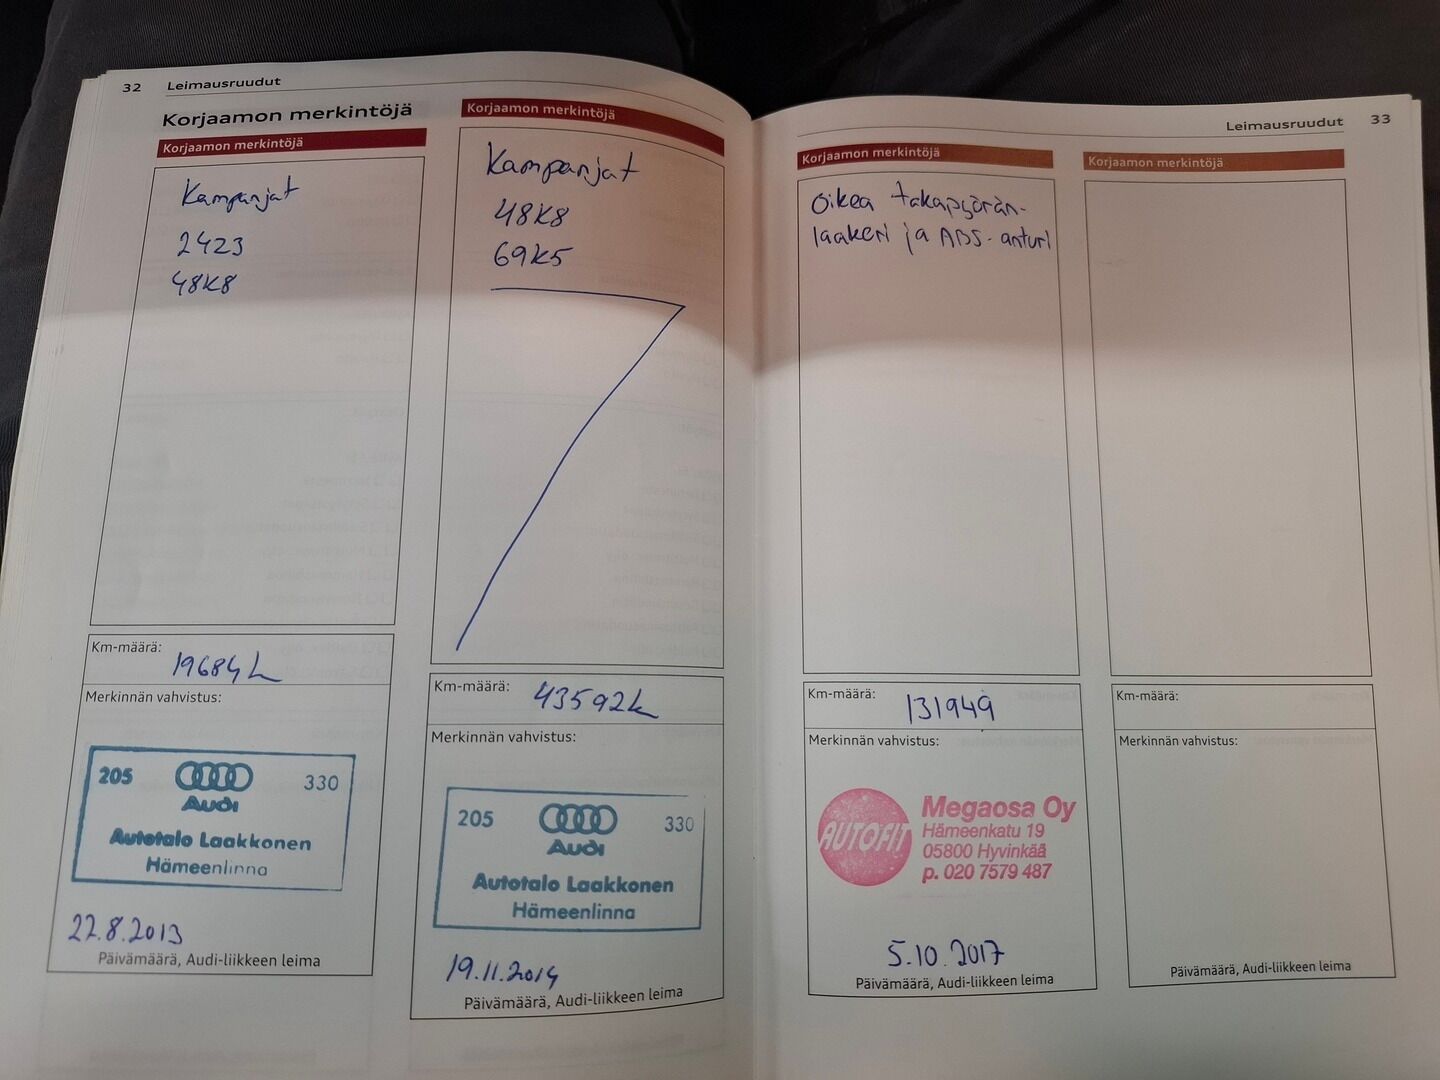 32 Leimausruudut
Korjaamon merkintöjä
Korjaamon merkintöjä
Kampanjat
2423
48K8
Km-määrä:
19684k
Merkinnän vahvistus:
205 Audi 330
Autotalo Laakkonen
Hämeenlinna
22.8.2013
Päivämäärä, Audi-liikkeen leima
Korjaamon merkintöjä
Kampanjat
48K8
69K5
Km-määrä:
43592k
Merkinnän vahvistus:
205 Audi 330
Autotalo Laakkonen
Hämeenlinna
19.11.2014
Päivämäärä, Audi-liikkeen leima
Leimausruudut 33
Korjaamon merkintöjä
Oikea takapyörän-
laakeri ja ABS-anturi
Km-määrä:
131949
Merkinnän vahvistus:
AUTOFIT
Megaosa Oy
Hämeenkatu 19
05800 Hyvinkää
p. 020 7579 487
5.10.2017
Päivämäärä, Audi-liikkeen leima
Korjaamon merkintöjä
Km-määrä:
Merkinnän vahvistus:
Päivämäärä, Audi-liikkeen leima